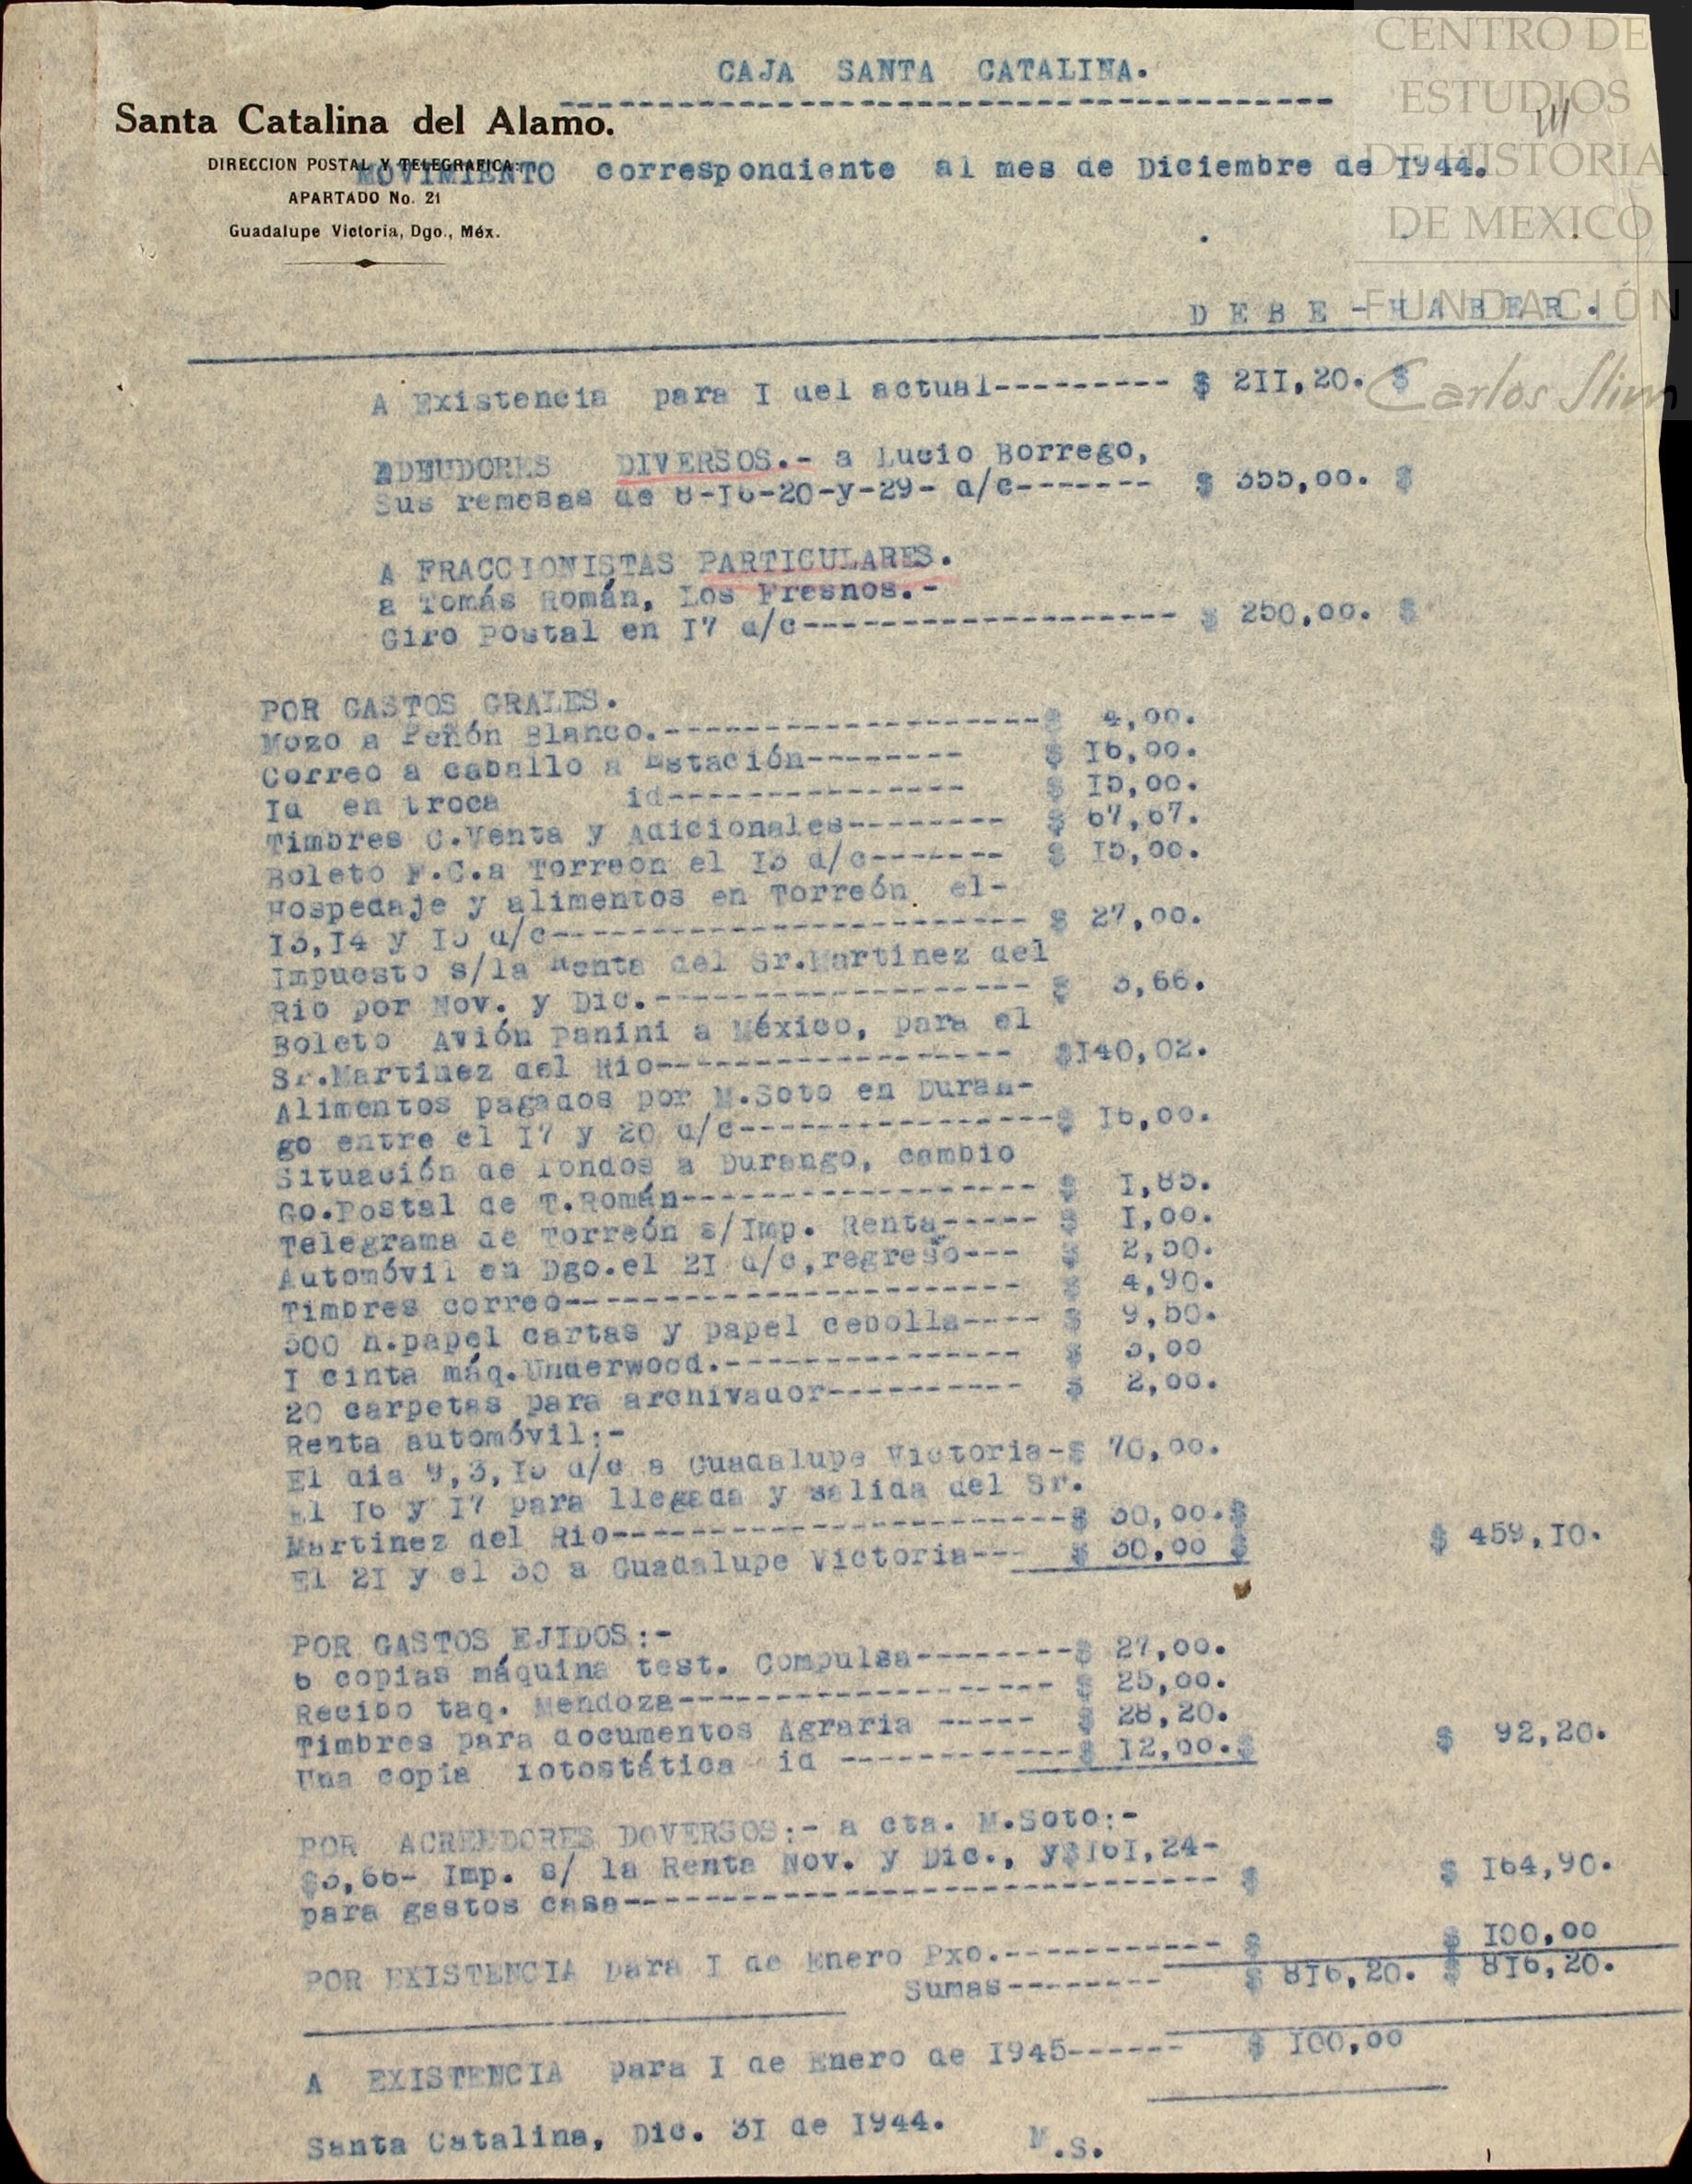 CENTRO DE
ESTUDIOS
DE HISTORIA
DE MEXICO
FUNDACIÓN
Carlos Slim
CAJA SANTA CATALINA.
Santa Catalina del Alamo.
DIRECCION POSTAL Y TELEGRAFICA:
APARTADO No. 21
Guadalupe Victoria, Dgo., Méx.
MOVIMIENTO correspondiente al mes de Diciembre de I944.
D E B E - H A B E R .
A Existencia para I del actual--------- $ 2II,20. $
ADEUDORES DIVERSOS.- a Lucio Borrego,
Sus remesas de 8-I6-20-y-29- d/c------- $ 355,00. $
A FRACCIONISTAS PARTICULARES.
a Tomás Román, Los Fresnos.-
Giro Postal en I7 d/c------------------- $ 250,00. $
POR GASTOS GRALES.
Mozo a Peñón Blanco.-------------------$ 4,00.
Correo a caballo a Estación-------- $ I6,00.
Id en troca id--------------- $ I5,00.
Timbres C.Venta y Adicionales-------- $ 67,67.
Boleto F.C.a Torreon el I3 d/c------- $ I5,00.
Hospedaje y alimentos en Torreón el-
I3,I4 y I5 d/c------------------------ $ 27,00.
Impuesto s/la Renta del Sr.Martinez del
Rio por Nov. y Dic.------------------- $ 3,66.
Boleto Avión Panini a México, para el
Sr.Martinez del Rio------------------ $I40,02.
Alimentos pagados por M.Soto en Duran-
go entre el I7 y 20 d/c----------------$ I6,00.
Situación de fondos a Durango, cambio
Go.Postal de T.Román------------------ $ I,85.
Telegrama de Torreón s/Imp. Renta----- $ I,00.
Automóvil en Dgo.el 2I d/c,regreso--- $ 2,50.
Timbres correo----------------------- $ 4,90.
500 h.papel cartas y papel cebolla---- $ 9,50.
I cinta máq.Underwood.--------------- $ 3,00
20 carpetas para archivador---------- $ 2,00.
Renta automóvil:-
El dia 9,3,I5 d/c a Guadalupe Victoria-$ 70,00.
El I6 y I7 para llegada y salida del Sr.
Martinez del Rio-----------------------$ 30,00.$
El 2I y el 30 a Guadalupe Victoria--- $ 30,00 $ $ 459,I0.
POR GASTOS EJIDOS:-
6 copias máquina test. Compulsa--------$ 27,00.
Recibo taq. Mendoza------------------- $ 25,00.
Timbres para documentos Agraria ----- $ 28,20.
Una copia fotostática id ------------$ I2,00.$ $ 92,20.
POR ACREEDORES DOVERSOS:- a cta. M.Soto:-
$3,66- Imp. s/ la Renta Nov. y Dic., y$I6I,24-
para gastos casa------------------------------ $ $ I64,90.
POR EXISTENCIA para I de Enero Pxo.----------- $ $ I00,00
Sumas-------- $ 8I6,20. $ 8I6,20.
A EXISTENCIA para I de Enero de I945------ $ I00,00
Santa Catalina, Dic. 3I de I944. M.S.